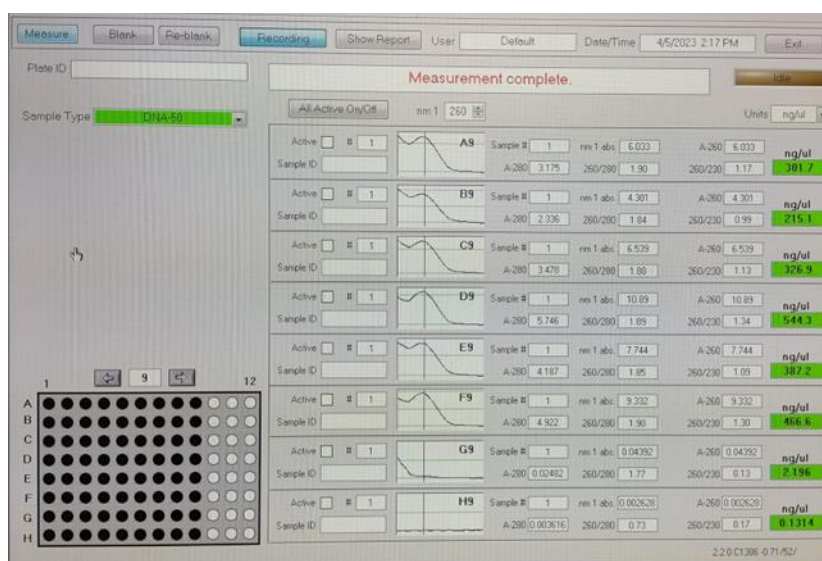 Measure Blank Re-blank Recording Show Report User Default Date/Time 4/5/2023 2:17 PM Exit
Plate ID
Measurement complete. Idle
Sample Type DNA-50
All Active On/Off nm 1 260 Units ng/ul
Active # 1 A9 Sample # 1 nm 1 abs. 6.033 A-260 6.033 ng/ul
Sample ID A-280 3.175 260/280 1.90 260/230 1.17 301.7
Active # 1 B9 Sample # 1 nm 1 abs. 4.301 A-260 4.301 ng/ul
Sample ID A-280 2.336 260/280 1.84 260/230 0.99 215.1
Active # 1 C9 Sample # 1 nm 1 abs. 6.539 A-260 6.539 ng/ul
Sample ID A-280 3.478 260/280 1.88 260/230 1.13 326.9
Active # 1 D9 Sample # 1 nm 1 abs. 10.89 A-260 10.89 ng/ul
Sample ID A-280 5.746 260/280 1.89 260/230 1.34 544.3
Active # 1 E9 Sample # 1 nm 1 abs. 7.744 A-260 7.744 ng/ul
Sample ID A-280 4.187 260/280 1.85 260/230 1.09 387.2
Active # 1 F9 Sample # 1 nm 1 abs. 9.332 A-260 9.332 ng/ul
Sample ID A-280 4.922 260/280 1.90 260/230 1.30 466.6
Active # 1 G9 Sample # 1 nm 1 abs. 0.04392 A-260 0.04392 ng/ul
Sample ID A-280 0.02482 260/280 1.77 260/230 0.13 2.196
Active # 1 H9 Sample # 1 nm 1 abs. 0.002628 A-260 0.002628 ng/ul
Sample ID A-280 0.003616 260/280 0.73 260/230 0.17 0.1314
1 9 12
A
B
C
D
E
F
G
H
2.2.0 C1386 -0.71/52/